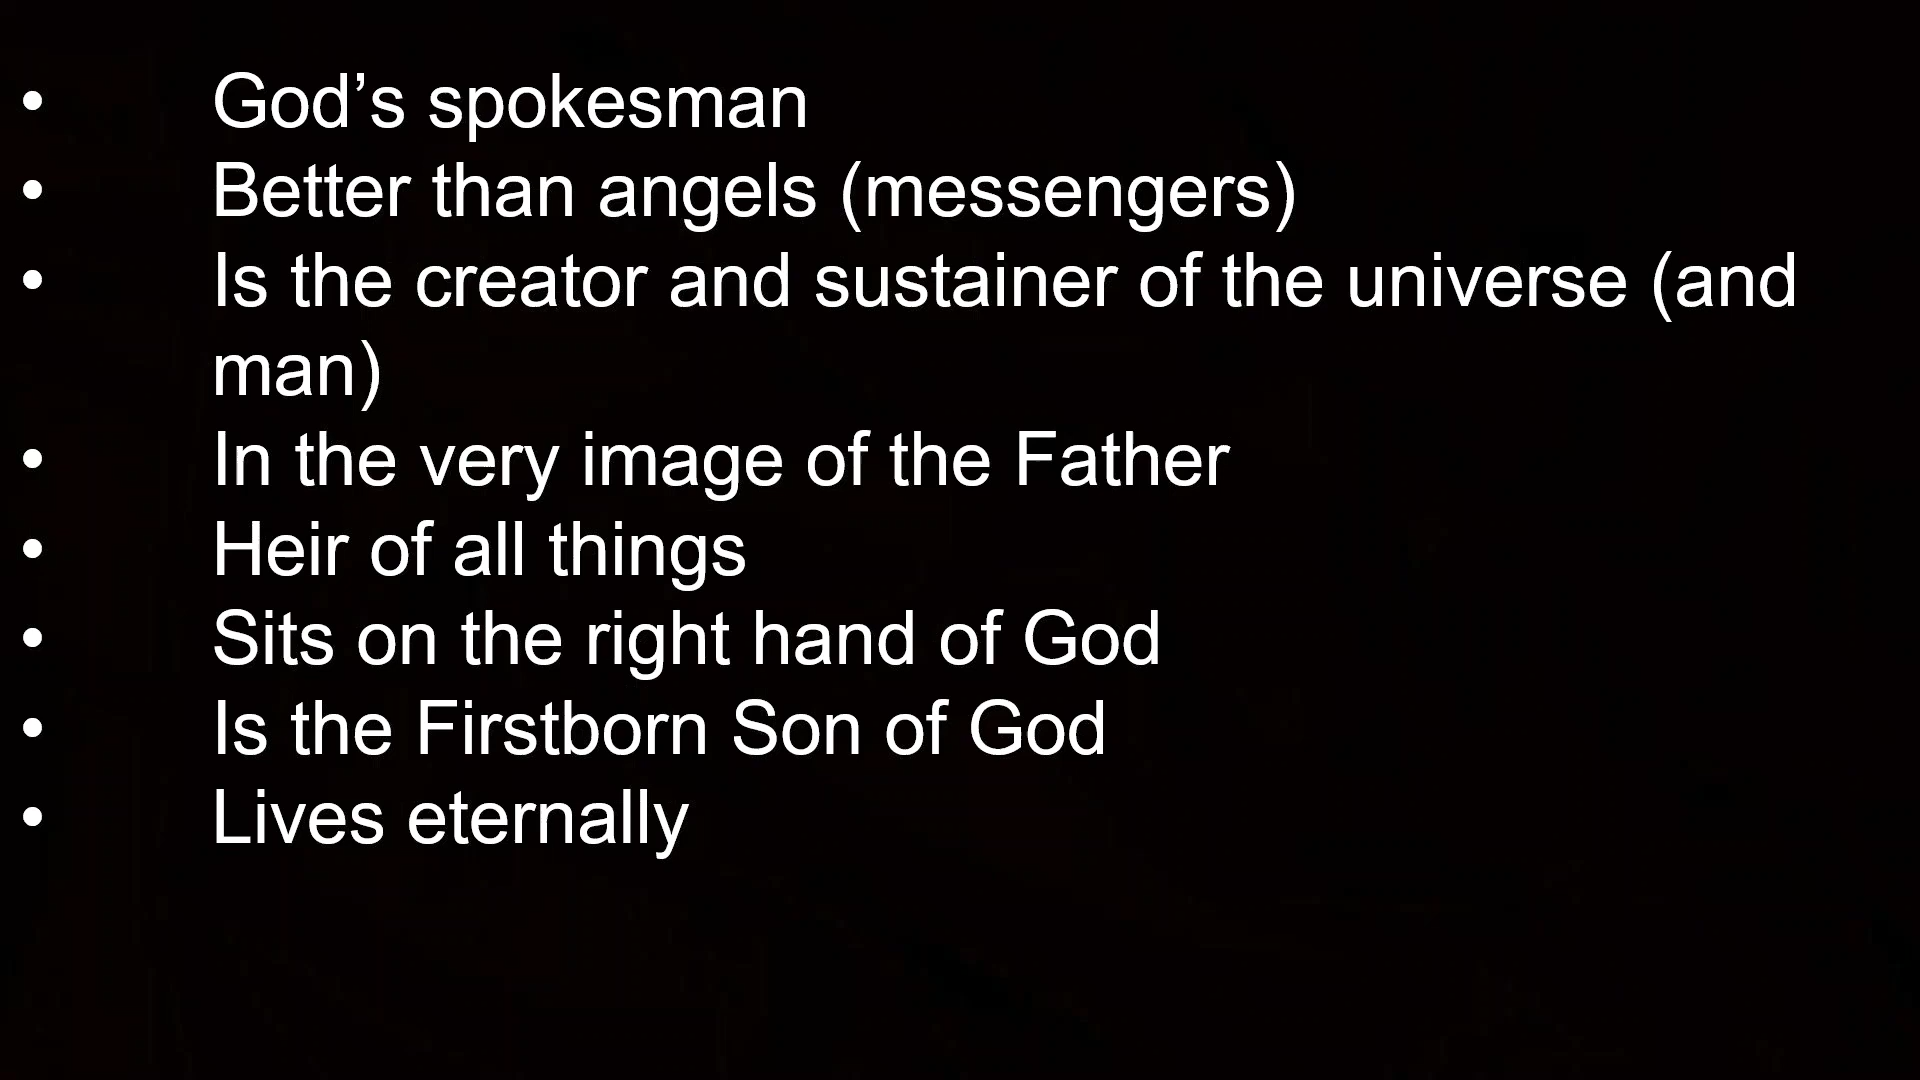 • God’s spokesman
• Better than angels (messengers)
• Is the creator and sustainer of the universe (and
man)
• In the very image of the Father
• Heir of all things
• Sits on the right hand of God
• Is the Firstborn Son of God
• Lives eternally